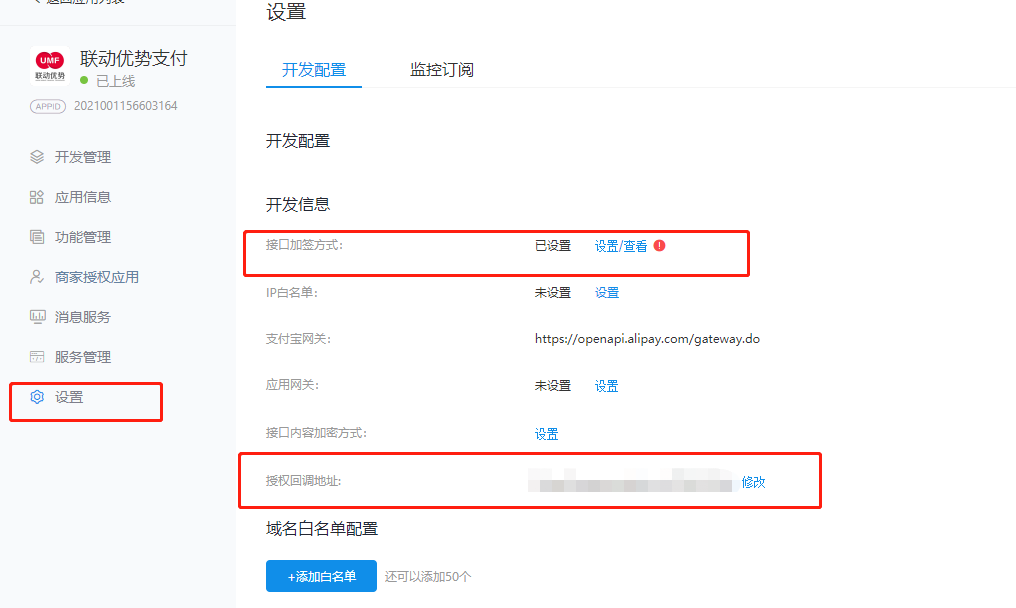 返回应用列表
设置
UMF
联动优势
联动优势支付
已上线
APPID 2021001156603164
开发管理
应用信息
功能管理
商家授权应用
消息服务
服务管理
设置
开发配置 监控订阅
开发配置
开发信息
接口加签方式: 已设置 设置/查看
IP白名单: 未设置 设置
支付宝网关: https://openapi.alipay.com/gateway.do
应用网关: 未设置 设置
接口内容加密方式: 设置
授权回调地址: 修改
域名白名单配置
+添加白名单 还可以添加50个